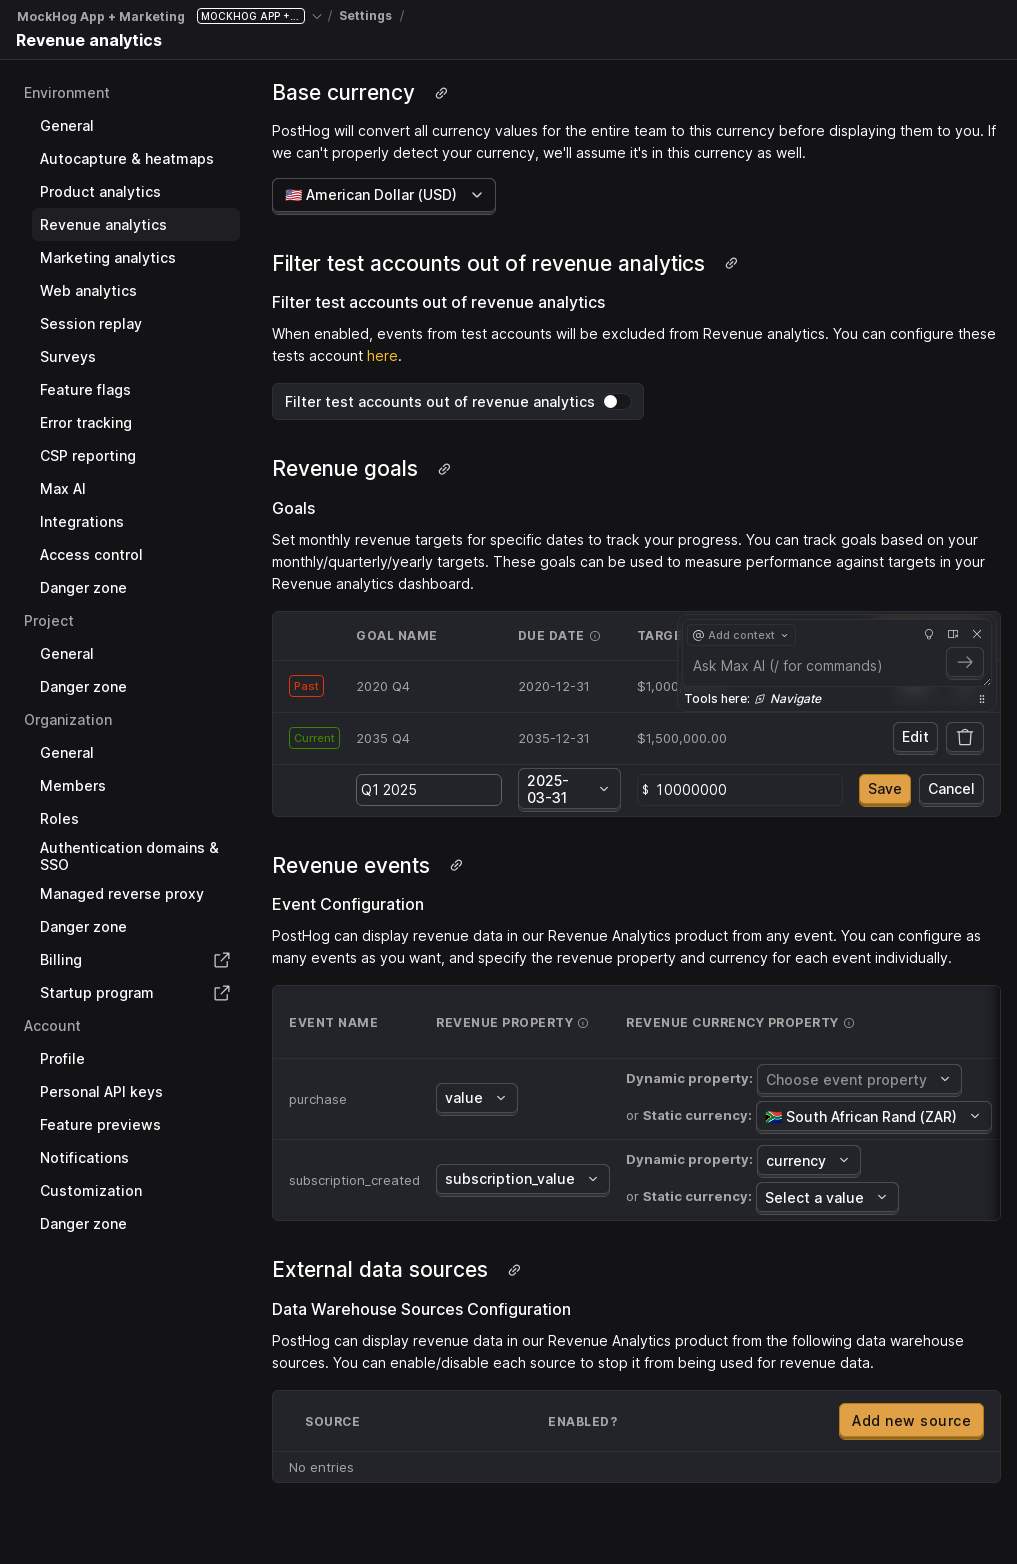 MockHog App + Marketing MOCKHOG APP +... / Settings /
Revenue analytics
Environment
General
Autocapture & heatmaps
Product analytics
Revenue analytics
Marketing analytics
Web analytics
Session replay
Surveys
Feature flags
Error tracking
CSP reporting
Max AI
Integrations
Access control
Danger zone
Project
General
Danger zone
Organization
General
Members
Roles
Authentication domains &
SSO
Managed reverse proxy
Danger zone
Billing
Startup program
Account
Profile
Personal API keys
Feature previews
Notifications
Customization
Danger zone
Base currency
PostHog will convert all currency values for the entire team to this currency before displaying them to you. If
we can't properly detect your currency, we'll assume it's in this currency as well.
🇺🇸 American Dollar (USD)
Filter test accounts out of revenue analytics
Filter test accounts out of revenue analytics
When enabled, events from test accounts will be excluded from Revenue analytics. You can configure these
tests account here.
Filter test accounts out of revenue analytics
Revenue goals
Goals
Set monthly revenue targets for specific dates to track your progress. You can track goals based on your
monthly/quarterly/yearly targets. These goals can be used to measure performance against targets in your
Revenue analytics dashboard.
GOAL NAME DUE DATE TARGE
@ Add context
Ask Max AI (/ for commands)
Tools here: Navigate
Past 2020 Q4 2020-12-31 $1,000
Current 2035 Q4 2035-12-31 $1,500,000.00 Edit
Q1 2025 2025-
03-31 $ 10000000 Save Cancel
Revenue events
Event Configuration
PostHog can display revenue data in our Revenue Analytics product from any event. You can configure as
many events as you want, and specify the revenue property and currency for each event individually.
EVENT NAME REVENUE PROPERTY REVENUE CURRENCY PROPERTY
purchase value Dynamic property: Choose event property
or Static currency: 🇿🇦 South African Rand (ZAR)
subscription_created subscription_value Dynamic property: currency
or Static currency: Select a value
External data sources
Data Warehouse Sources Configuration
PostHog can display revenue data in our Revenue Analytics product from the following data warehouse
sources. You can enable/disable each source to stop it from being used for revenue data.
SOURCE ENABLED? Add new source
No entries